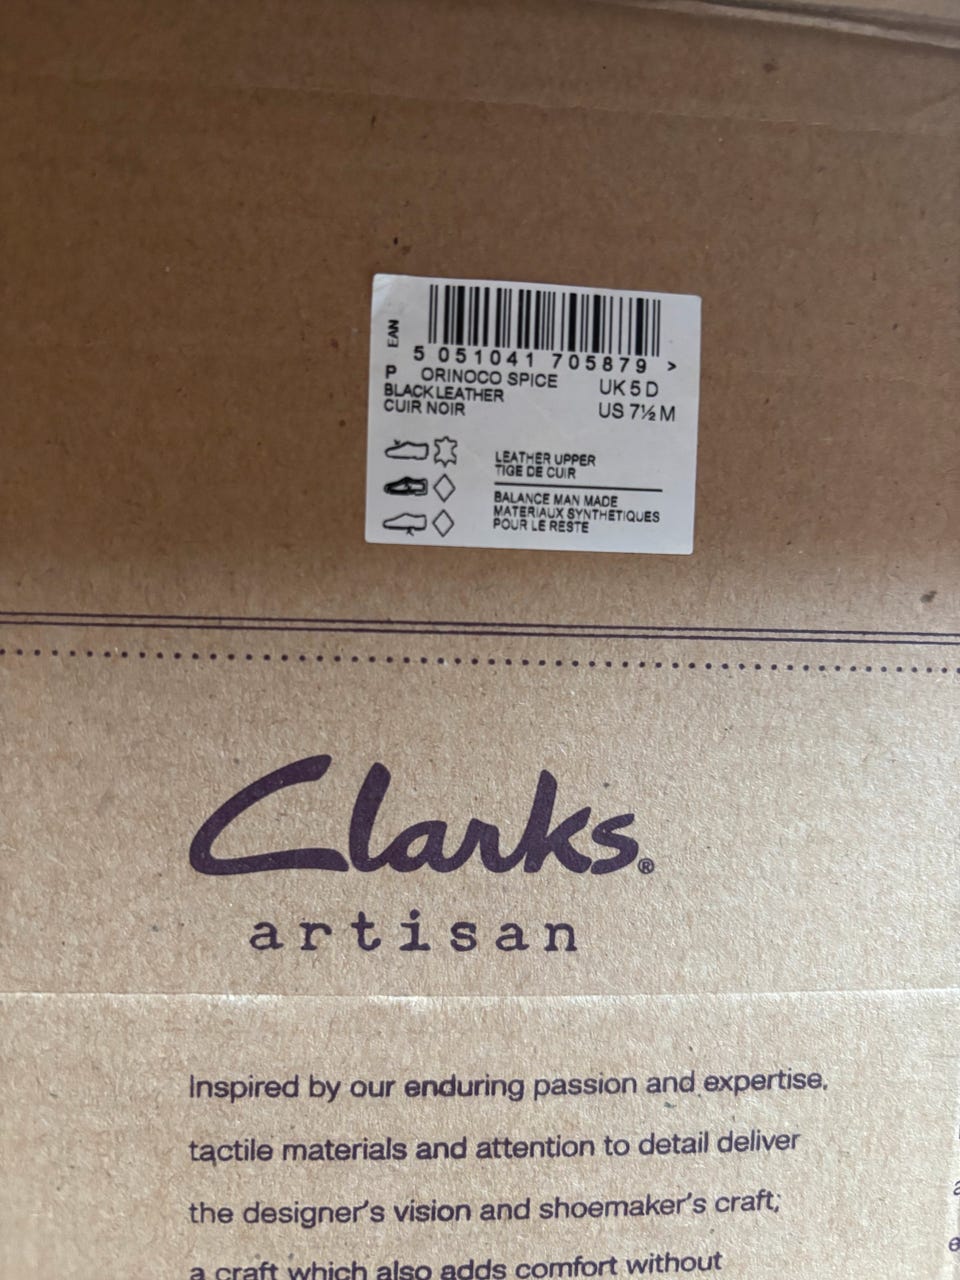 EAN
5 051041 705879 >
P ORINOCO SPICE UK 5 D
BLACK LEATHER
CUIR NOIR US 7½ M
LEATHER UPPER
TIGE DE CUIR
BALANCE MAN MADE
MATERIAUX SYNTHETIQUES
POUR LE RESTE
Clarks®
artisan
Inspired by our enduring passion and expertise,
tactile materials and attention to detail deliver
the designer's vision and shoemaker's craft;
a craft which also adds comfort without